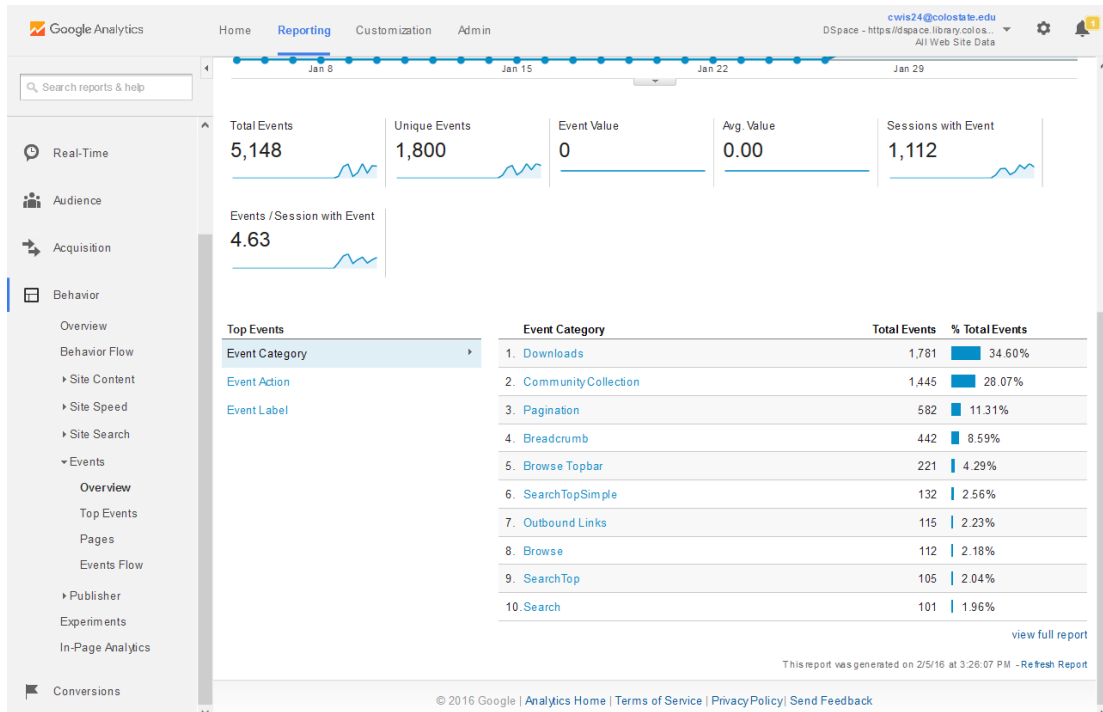 Google Analytics
Home Reporting Customization Admin
cwis24@colostate.edu
DSpace - https://dspace.library.colos...
All Web Site Data
1
Search reports & help
Real-Time
Audience
Acquisition
Behavior
Overview
Behavior Flow
Site Content
Site Speed
Site Search
Events
Overview
Top Events
Pages
Events Flow
Publisher
Experiments
In-Page Analytics
Conversions
Jan 8 Jan 15 Jan 22 Jan 29
Total Events Unique Events Event Value Avg. Value Sessions with Event
5,148 1,800 0 0.00 1,112
Events / Session with Event
4.63
Top Events
Event Category
Event Action
Event Label
Event Category Total Events % Total Events
1. Downloads 1,781 34.60%
2. Community Collection 1,445 28.07%
3. Pagination 582 11.31%
4. Breadcrumb 442 8.59%
5. Browse Topbar 221 4.29%
6. SearchTopSimple 132 2.56%
7. Outbound Links 115 2.23%
8. Browse 112 2.18%
9. SearchTop 105 2.04%
10. Search 101 1.96%
view full report
This report was generated on 2/5/16 at 3:26:07 PM - Refresh Report
© 2016 Google | Analytics Home | Terms of Service | Privacy Policy | Send Feedback